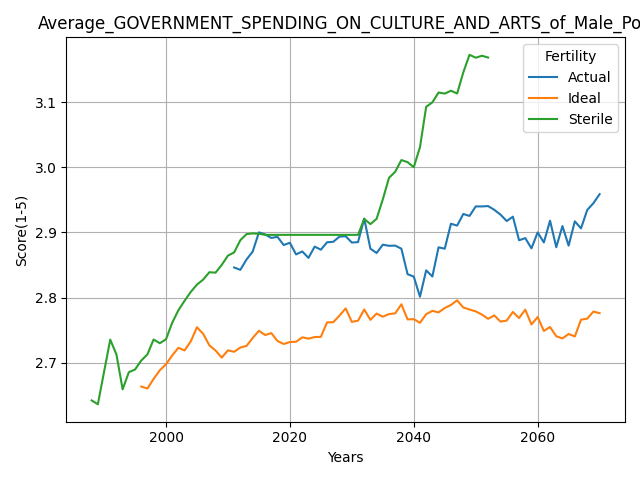 Average_GOVERNMENT_SPENDING_ON_CULTURE_AND_ARTS_of_Male_Po
Fertility
Actual
Ideal
Sterile
3.1
3.0
2.9
2.8
2.7
Score(1-5)
2000 2020 2040 2060
Years